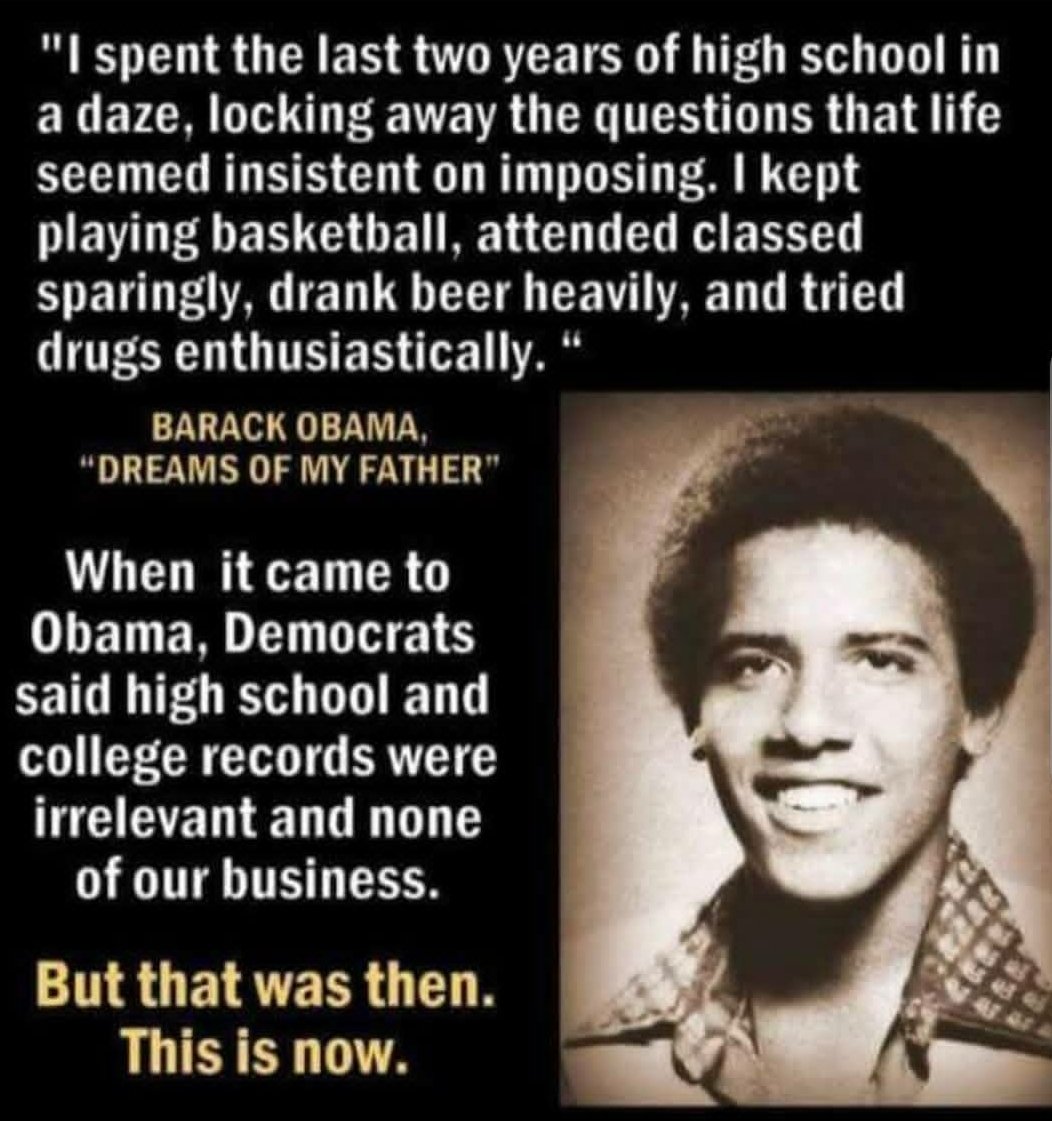 "I spent the last two years of high school in
a daze, locking away the questions that life
seemed insistent on imposing. I kept
playing basketball, attended classed
sparingly, drank beer heavily, and tried
drugs enthusiastically. “
BARACK OBAMA,
“DREAMS OF MY FATHER”
When it came to
Obama, Democrats
said high school and
college records were
irrelevant and none
of our business.
But that was then.
This is now.